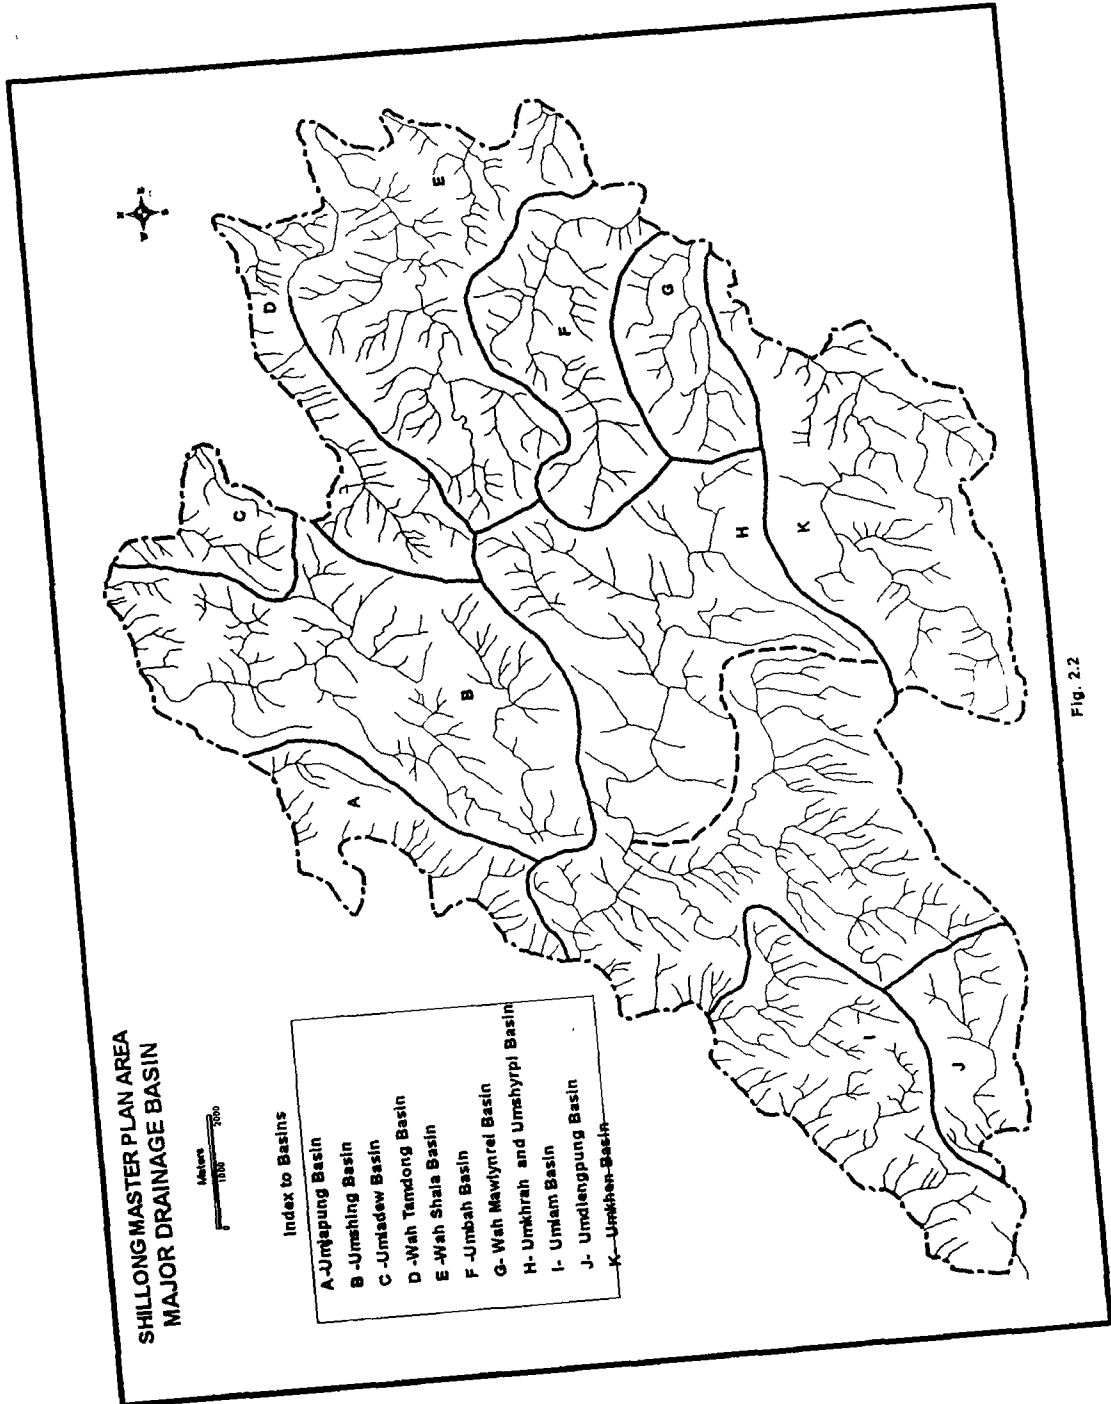 SHILLONG MASTER PLAN AREA
MAJOR DRAINAGE BASIN
Meters
1000 2000
Index to Basins
A -Umjapung Basin
B -Umshing Basin
C -Umiadew Basin
D -Wah Tamdong Basin
E -Wah Shala Basin
F -Umbah Basin
G- Wah Mawlynrei Basin
H- Umkhrah and Umshyrpi Basin
I- Umiam Basin
J- Umdiengpung Basin
K- Umkhen Basin
A
B
C
D
E
F
G
H
I
J
K
Fig. 2.2